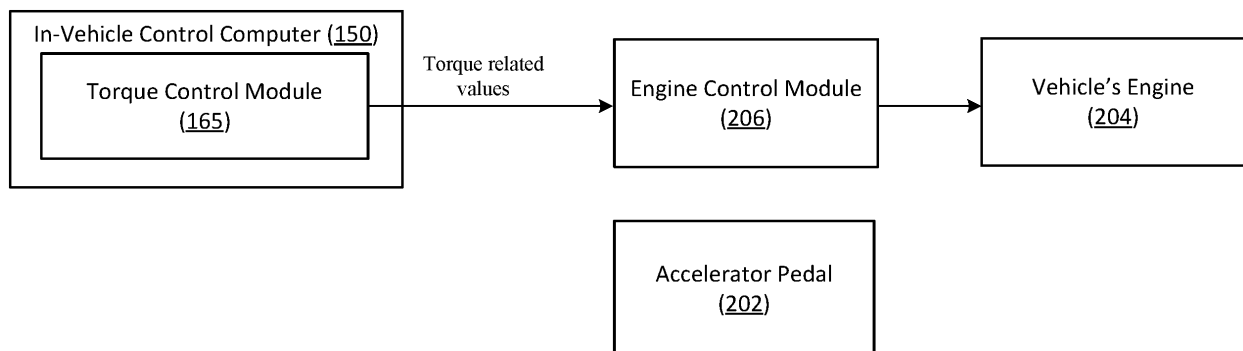 In-Vehicle Control Computer (150)
Torque Control Module
(165)
Torque related
values
Engine Control Module
(206)
Vehicle's Engine
(204)
Accelerator Pedal
(202)